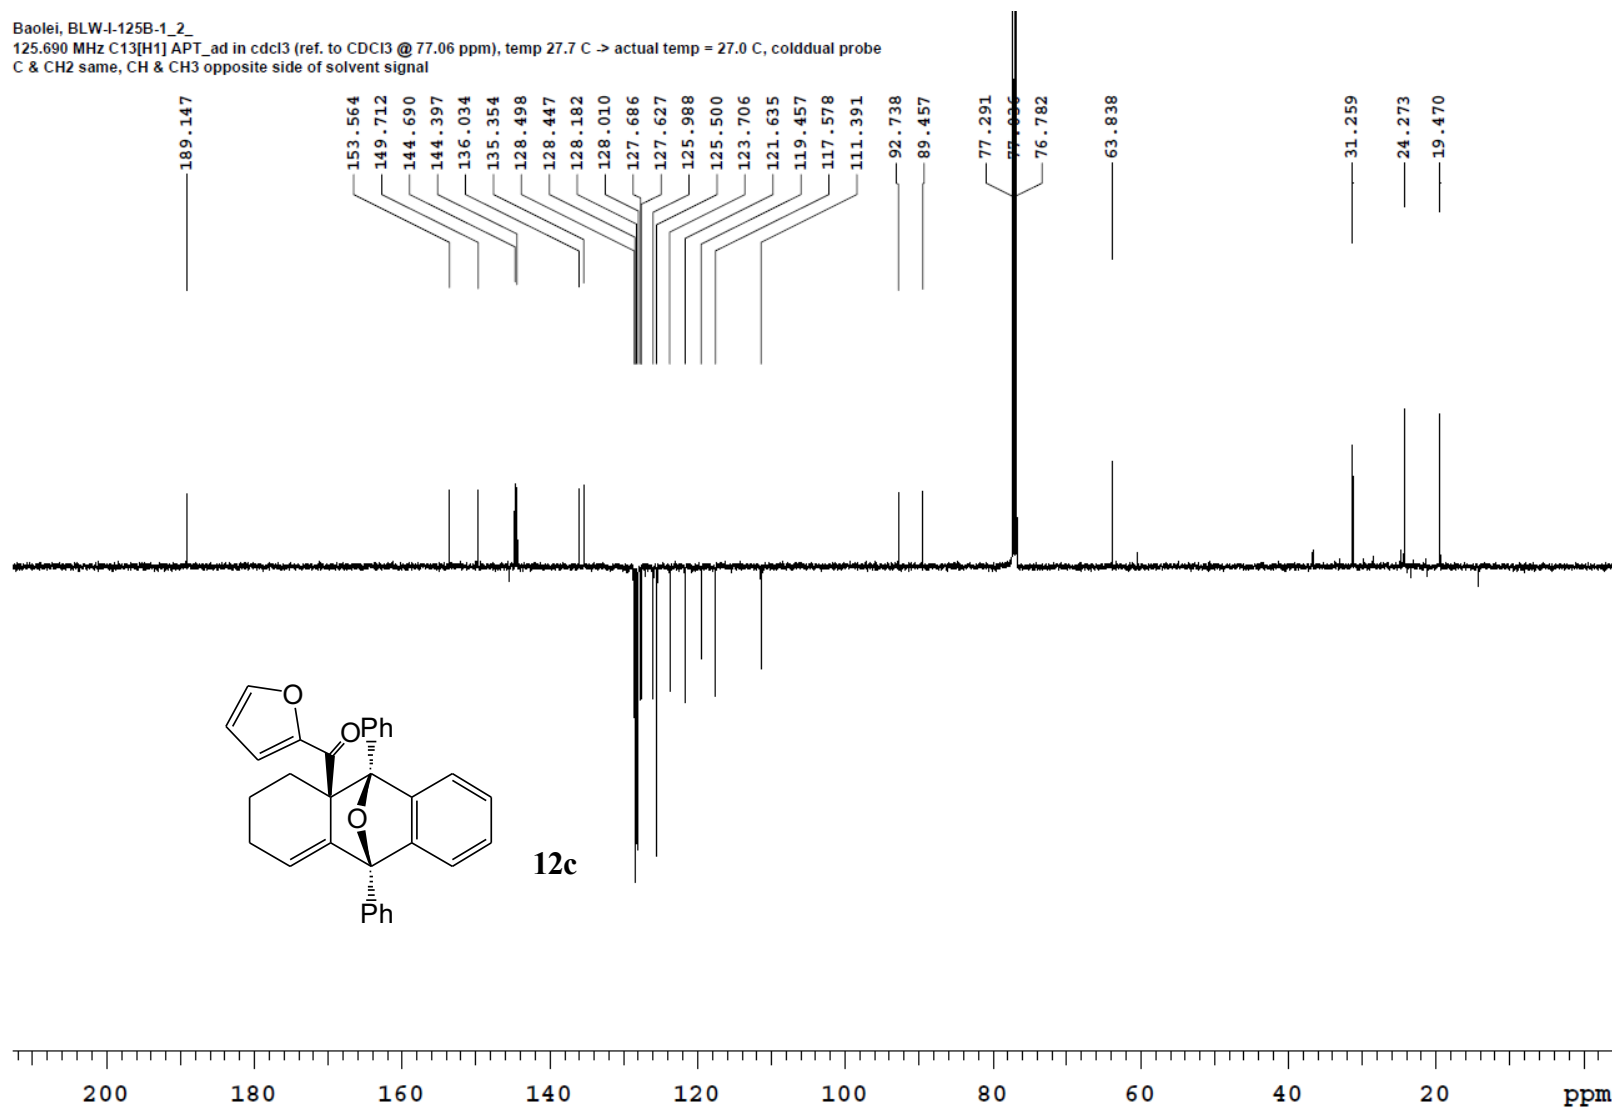 Baolei, BLW-I-125B-1_2_
125.690 MHz C13[H1] APT_ad in cdcl3 (ref. to CDCl3 @ 77.06 ppm), temp 27.7 C -> actual temp = 27.0 C, colddual probe
C & CH2 same, CH & CH3 opposite side of solvent signal
189.147
153.564
149.712
144.690
144.397
136.034
135.354
128.498
128.447
128.182
128.010
127.686
127.627
125.988
125.500
123.706
121.635
119.457
117.578
111.391
92.738
89.457
77.291
77.036
76.782
63.838
31.259
24.273
19.470
O
O
Ph
O
Ph
12c
200 180 160 140 120 100 80 60 40 20 ppm